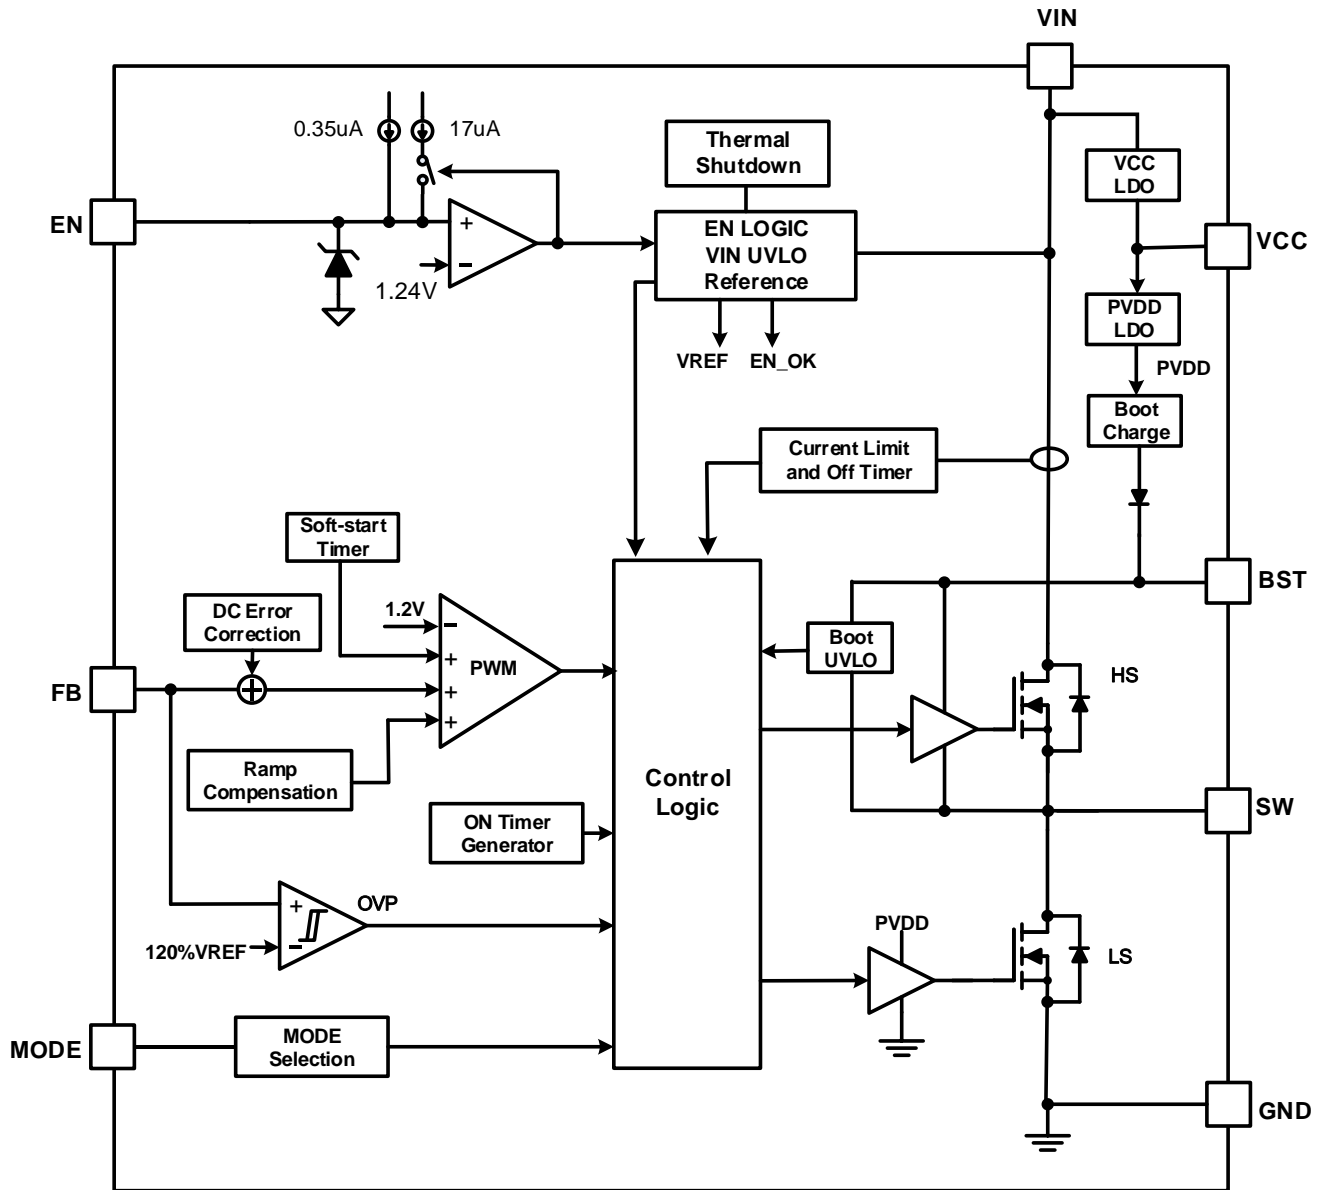 VIN
0.35uA
17uA
Thermal
Shutdown
VCC
LDO
EN
EN LOGIC
VIN UVLO
Reference
VCC
+
-
1.24V
PVDD
LDO
VREF
EN_OK
PVDD
Boot
Charge
Current Limit
and Off Timer
Soft-start
Timer
BST
DC Error
Correction
1.2V
-
+
+
+
PWM
Boot
UVLO
HS
FB
Ramp
Compensation
Control
Logic
SW
ON Timer
Generator
OVP
+
-
120%VREF
PVDD
LS
MODE
MODE
Selection
GND